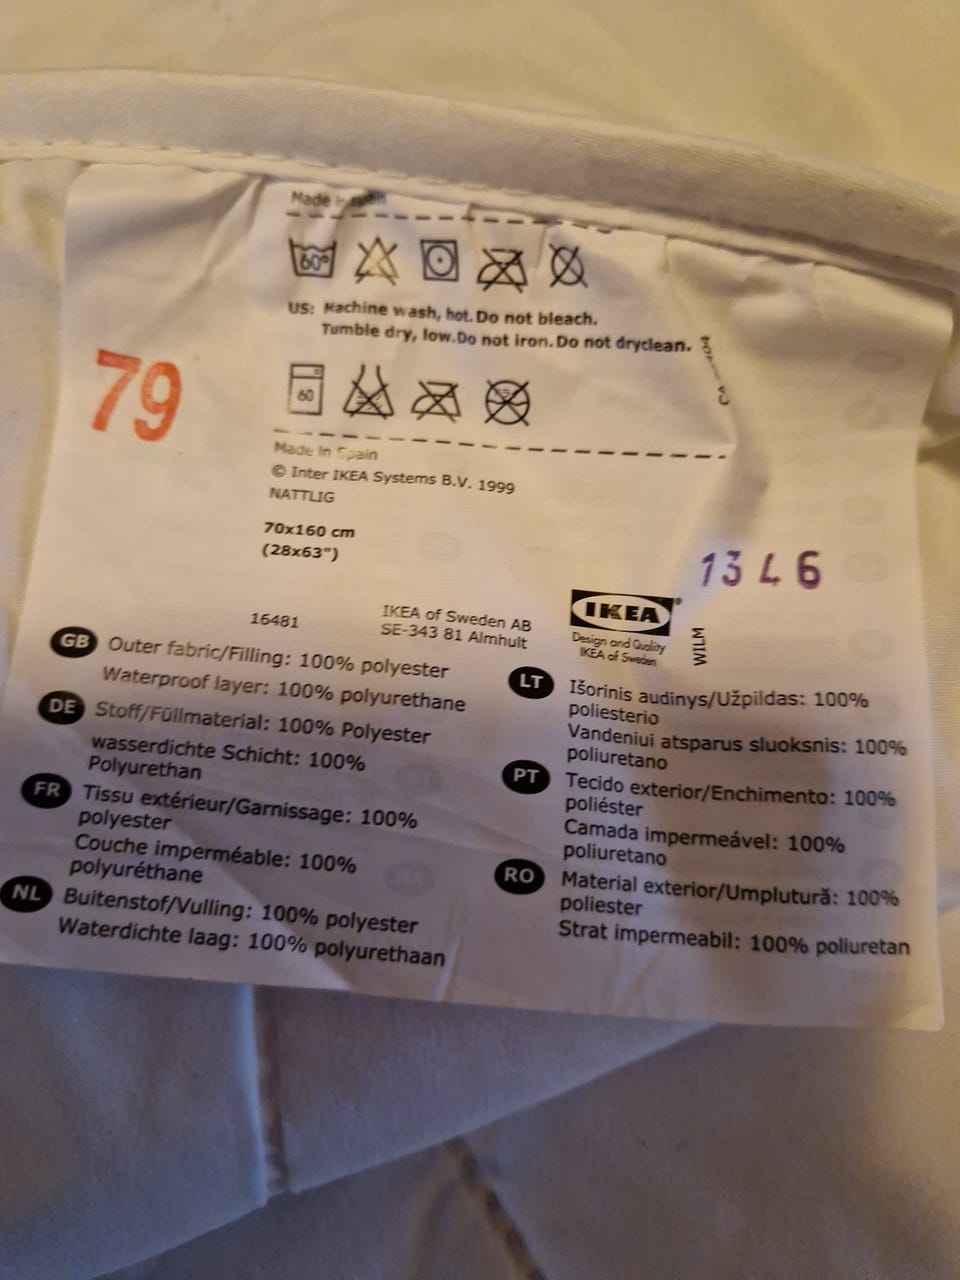 Made in
60°
US: Machine wash, hot. Do not bleach.
Tumble dry, low. Do not iron. Do not dryclean.
79
60
Made in Spain
© Inter IKEA Systems B.V. 1999
NATTLIG
70x160 cm
(28x63")
1346
16481
IKEA of Sweden AB
SE-343 81 Älmhult
IKEA®
Design and Quality
IKEA of Sweden
WILM
GB Outer fabric/Filling: 100% polyester
Waterproof layer: 100% polyurethane
DE Stoff/Füllmaterial: 100% Polyester
wasserdichte Schicht: 100%
Polyurethan
FR Tissu extérieur/Garnissage: 100%
polyester
Couche imperméable: 100%
polyuréthane
NL Buitenstof/Vulling: 100% polyester
Waterdichte laag: 100% polyurethaan
LT Išorinis audinys/Užpildas: 100%
poliesterio
Vandeniui atsparus sluoksnis: 100%
poliuretano
PT Tecido exterior/Enchimento: 100%
poliéster
Camada impermeável: 100%
poliuretano
RO Material exterior/Umplutură: 100%
poliester
Strat impermeabil: 100% poliuretan